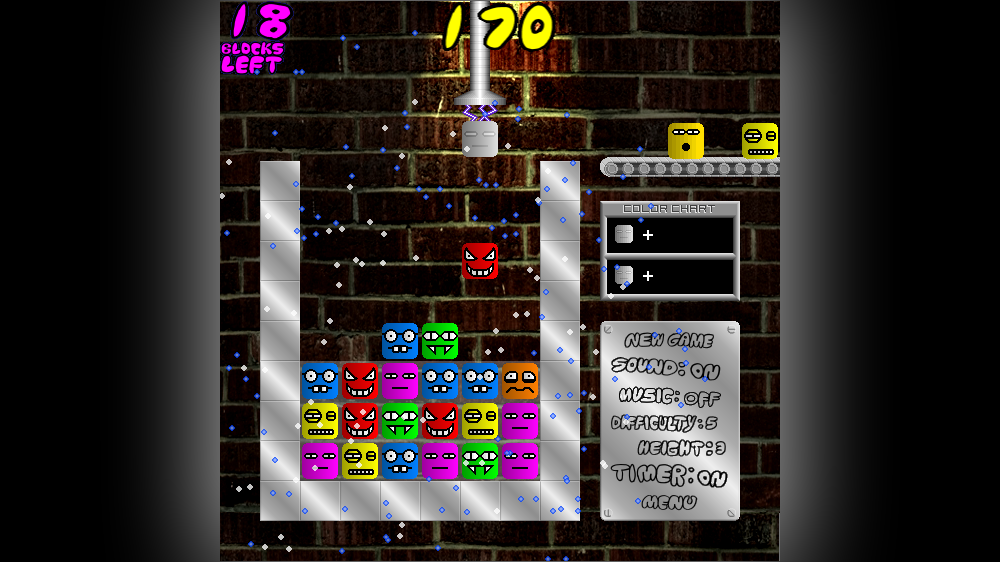 18
BLOCKS
LEFT
170
COLOR CHART
+
+
NEW GAME
SOUND: ON
MUSIC: OFF
DIFFICULTY: 5
HEIGHT: 3
TIMER: ON
MENU